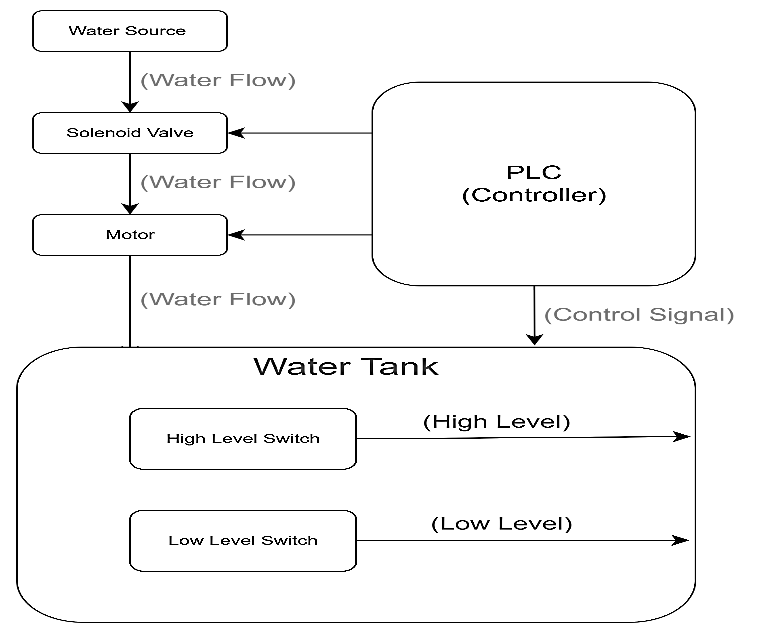 Water Source
(Water Flow)
Solenoid Valve
(Water Flow)
Motor
(Water Flow)
PLC
(Controller)
(Control Signal)
Water Tank
High Level Switch
(High Level)
Low Level Switch
(Low Level)